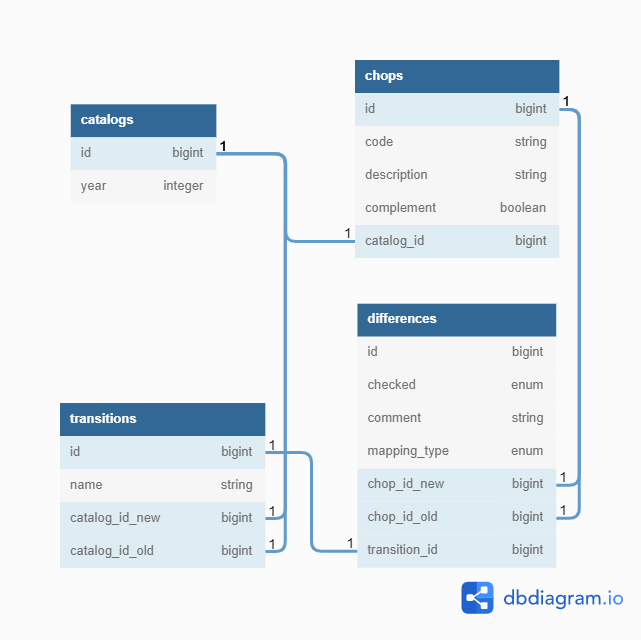 catalogs
id bigint
1
year integer
chops
id bigint
1
code string
description string
complement boolean
1
catalog_id bigint
differences
id bigint
checked enum
comment string
mapping_type enum
chop_id_new bigint
1
chop_id_old bigint
1
1
transition_id bigint
transitions
id bigint
1
name string
catalog_id_new bigint
1
catalog_id_old bigint
1
dbdiagram.io